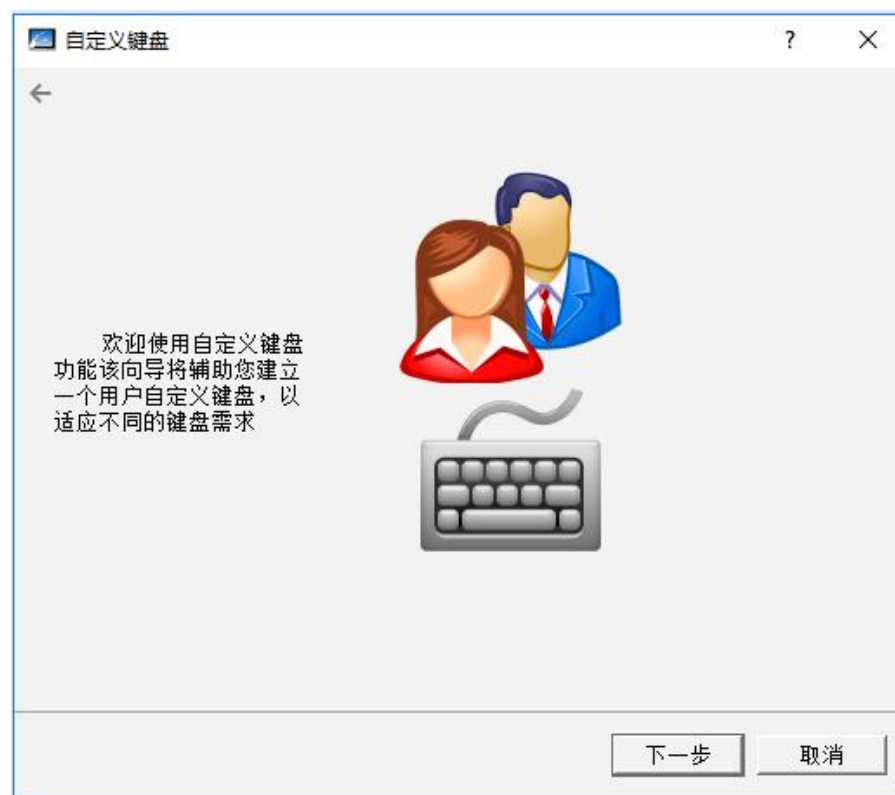 自定义键盘
欢迎使用自定义键盘
功能该向导将辅助您建立
一个用户自定义键盘，以
适应不同的键盘需求
下一步
取消